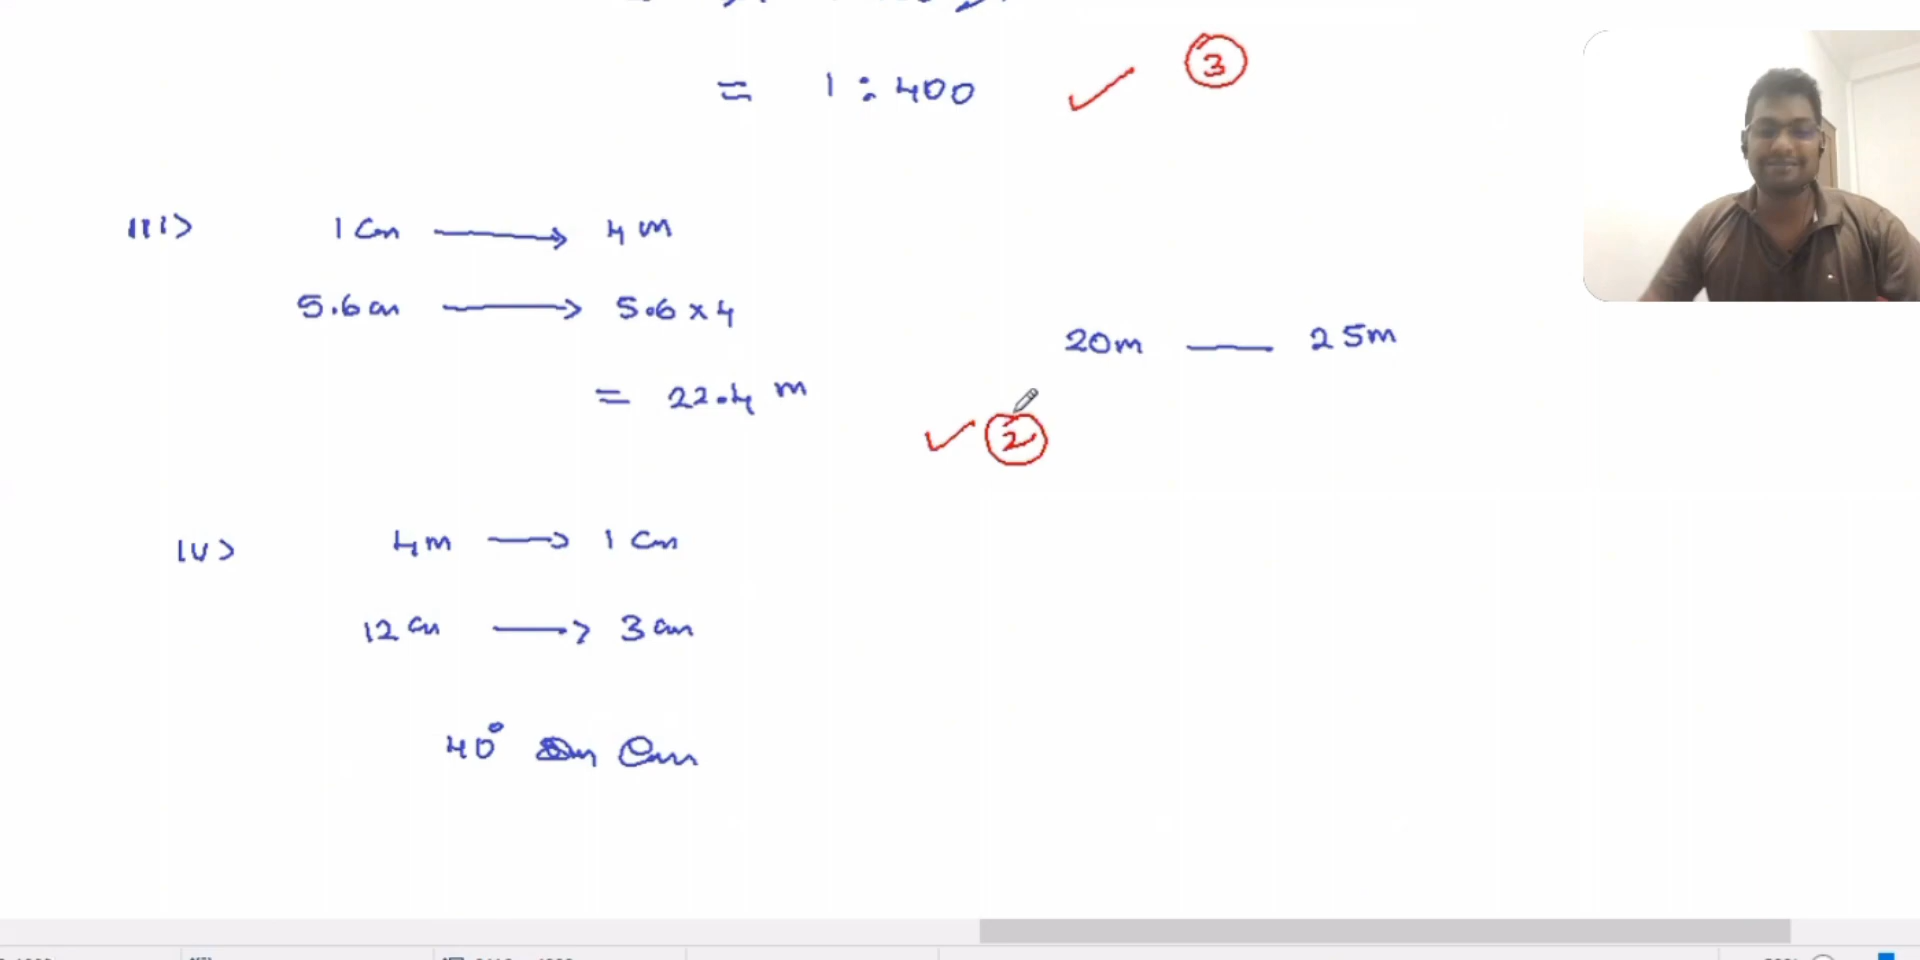 = 1 : 400 ✓ 3
iii> 1 cm → 4 m
5.6 cm → 5.6 × 4
20m — 25m
= 22.4 m
✓ 2
iv> 4m → 1 cm
12 cm → 3 cm
40°